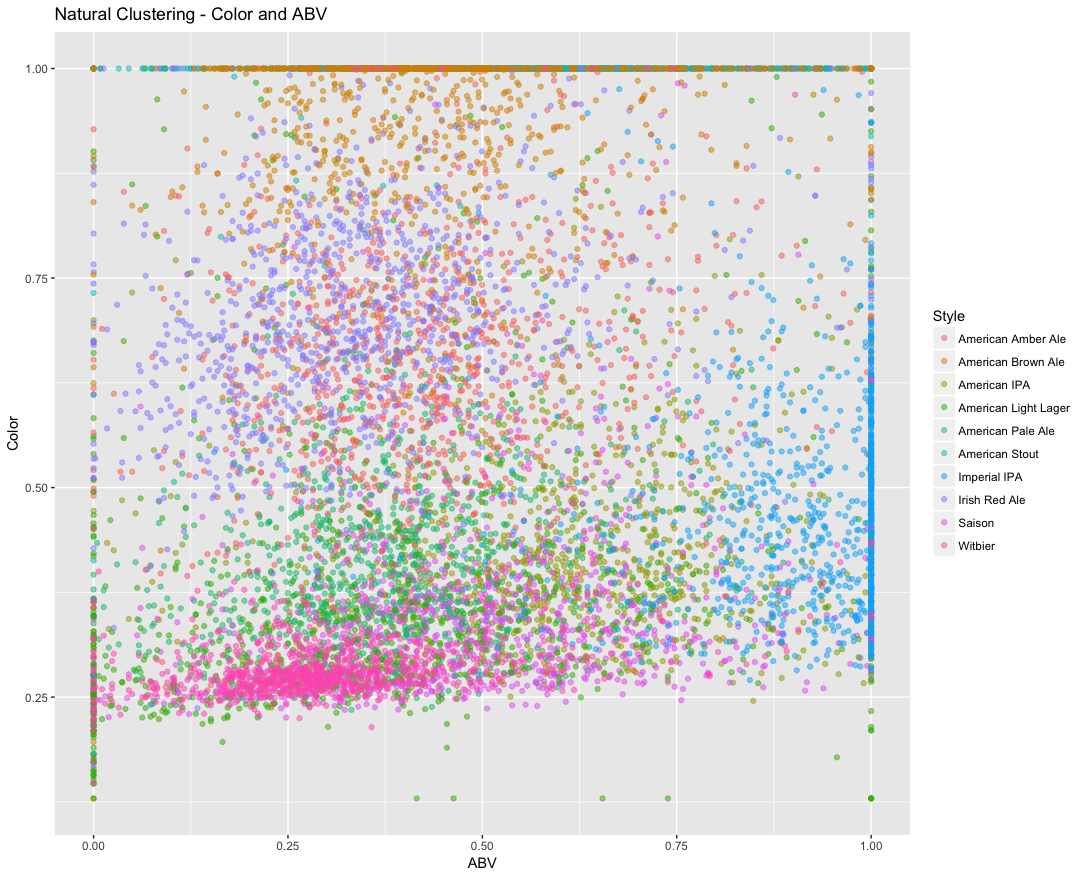 Natural Clustering - Color and ABV
1.00
0.75
0.50
0.25
Color
0.00
0.25
0.50
0.75
1.00
ABV
Style
American Amber Ale
American Brown Ale
American IPA
American Light Lager
American Pale Ale
American Stout
Imperial IPA
Irish Red Ale
Saison
Witbier